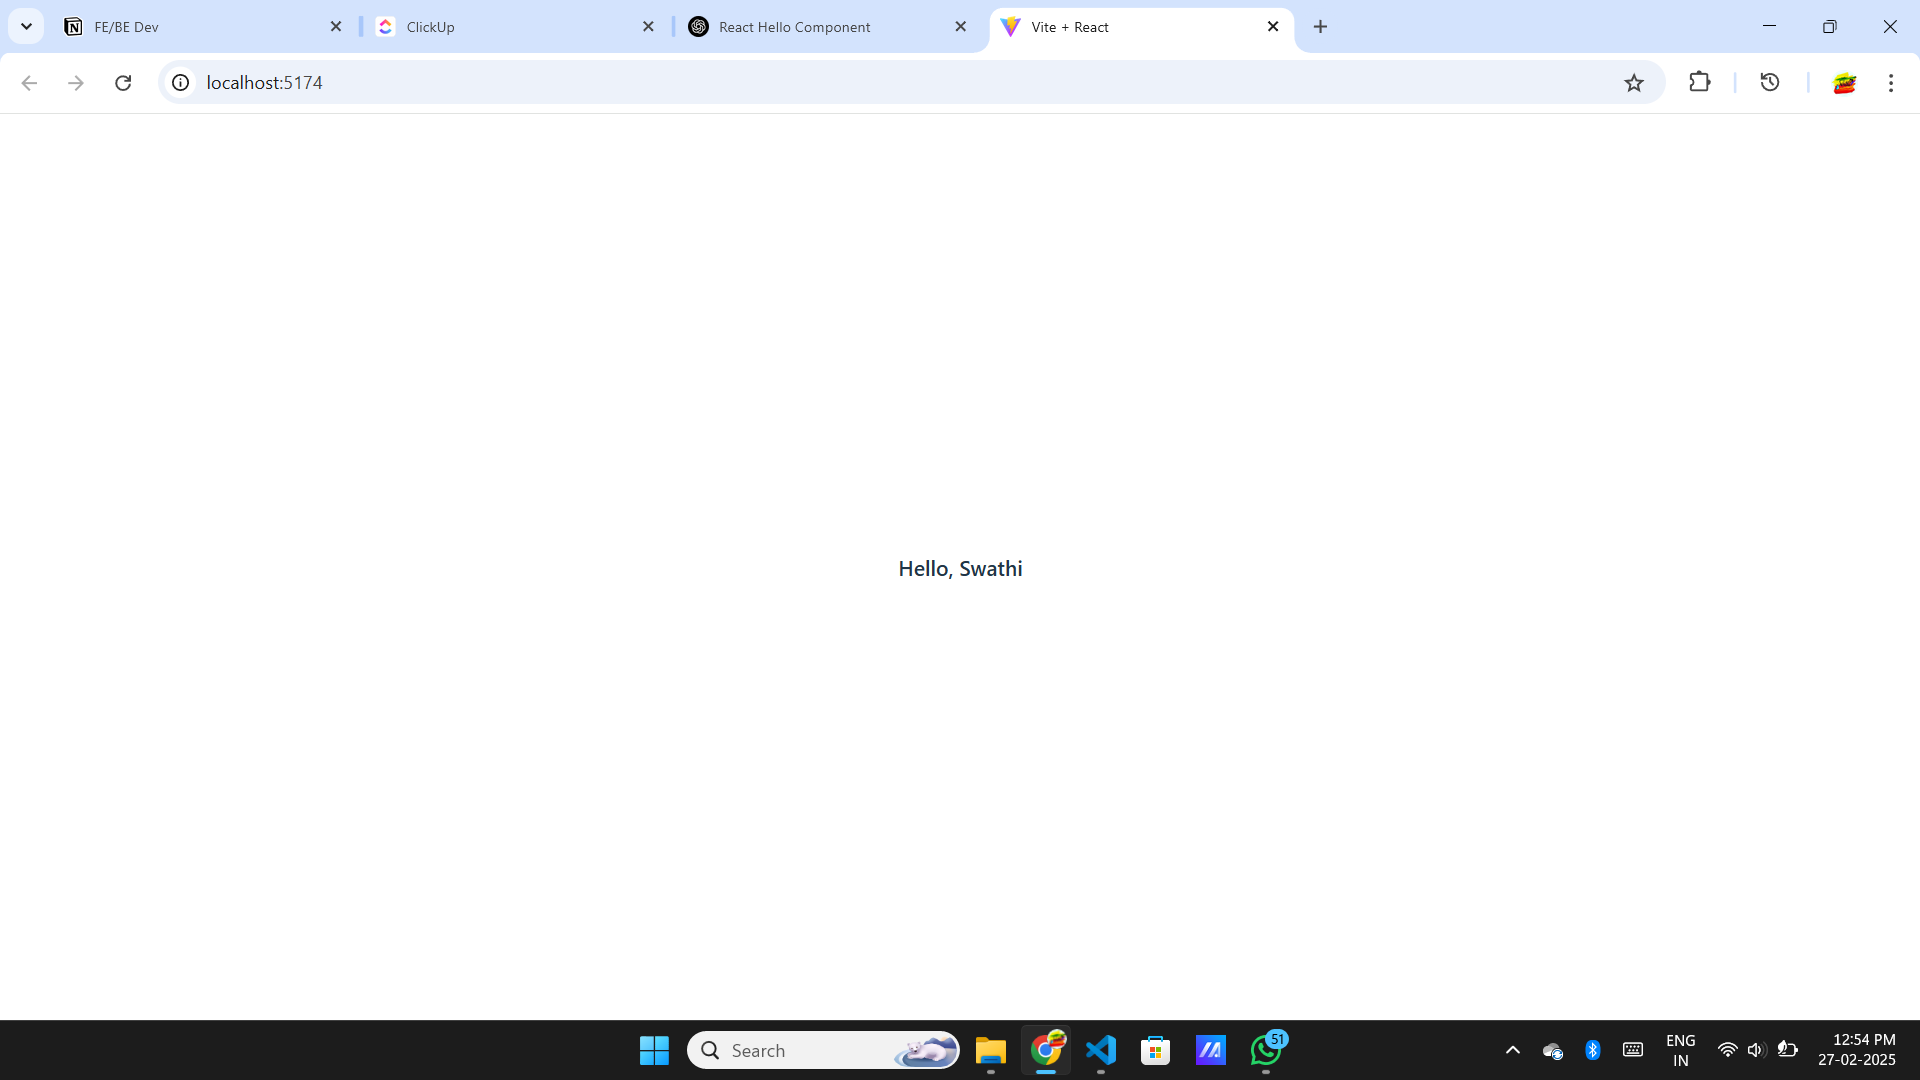 FE/BE Dev
ClickUp
React Hello Component
Vite + React
localhost:5174
Hello, Swathi
Search
51
ENG
IN
12:54 PM
27-02-2025